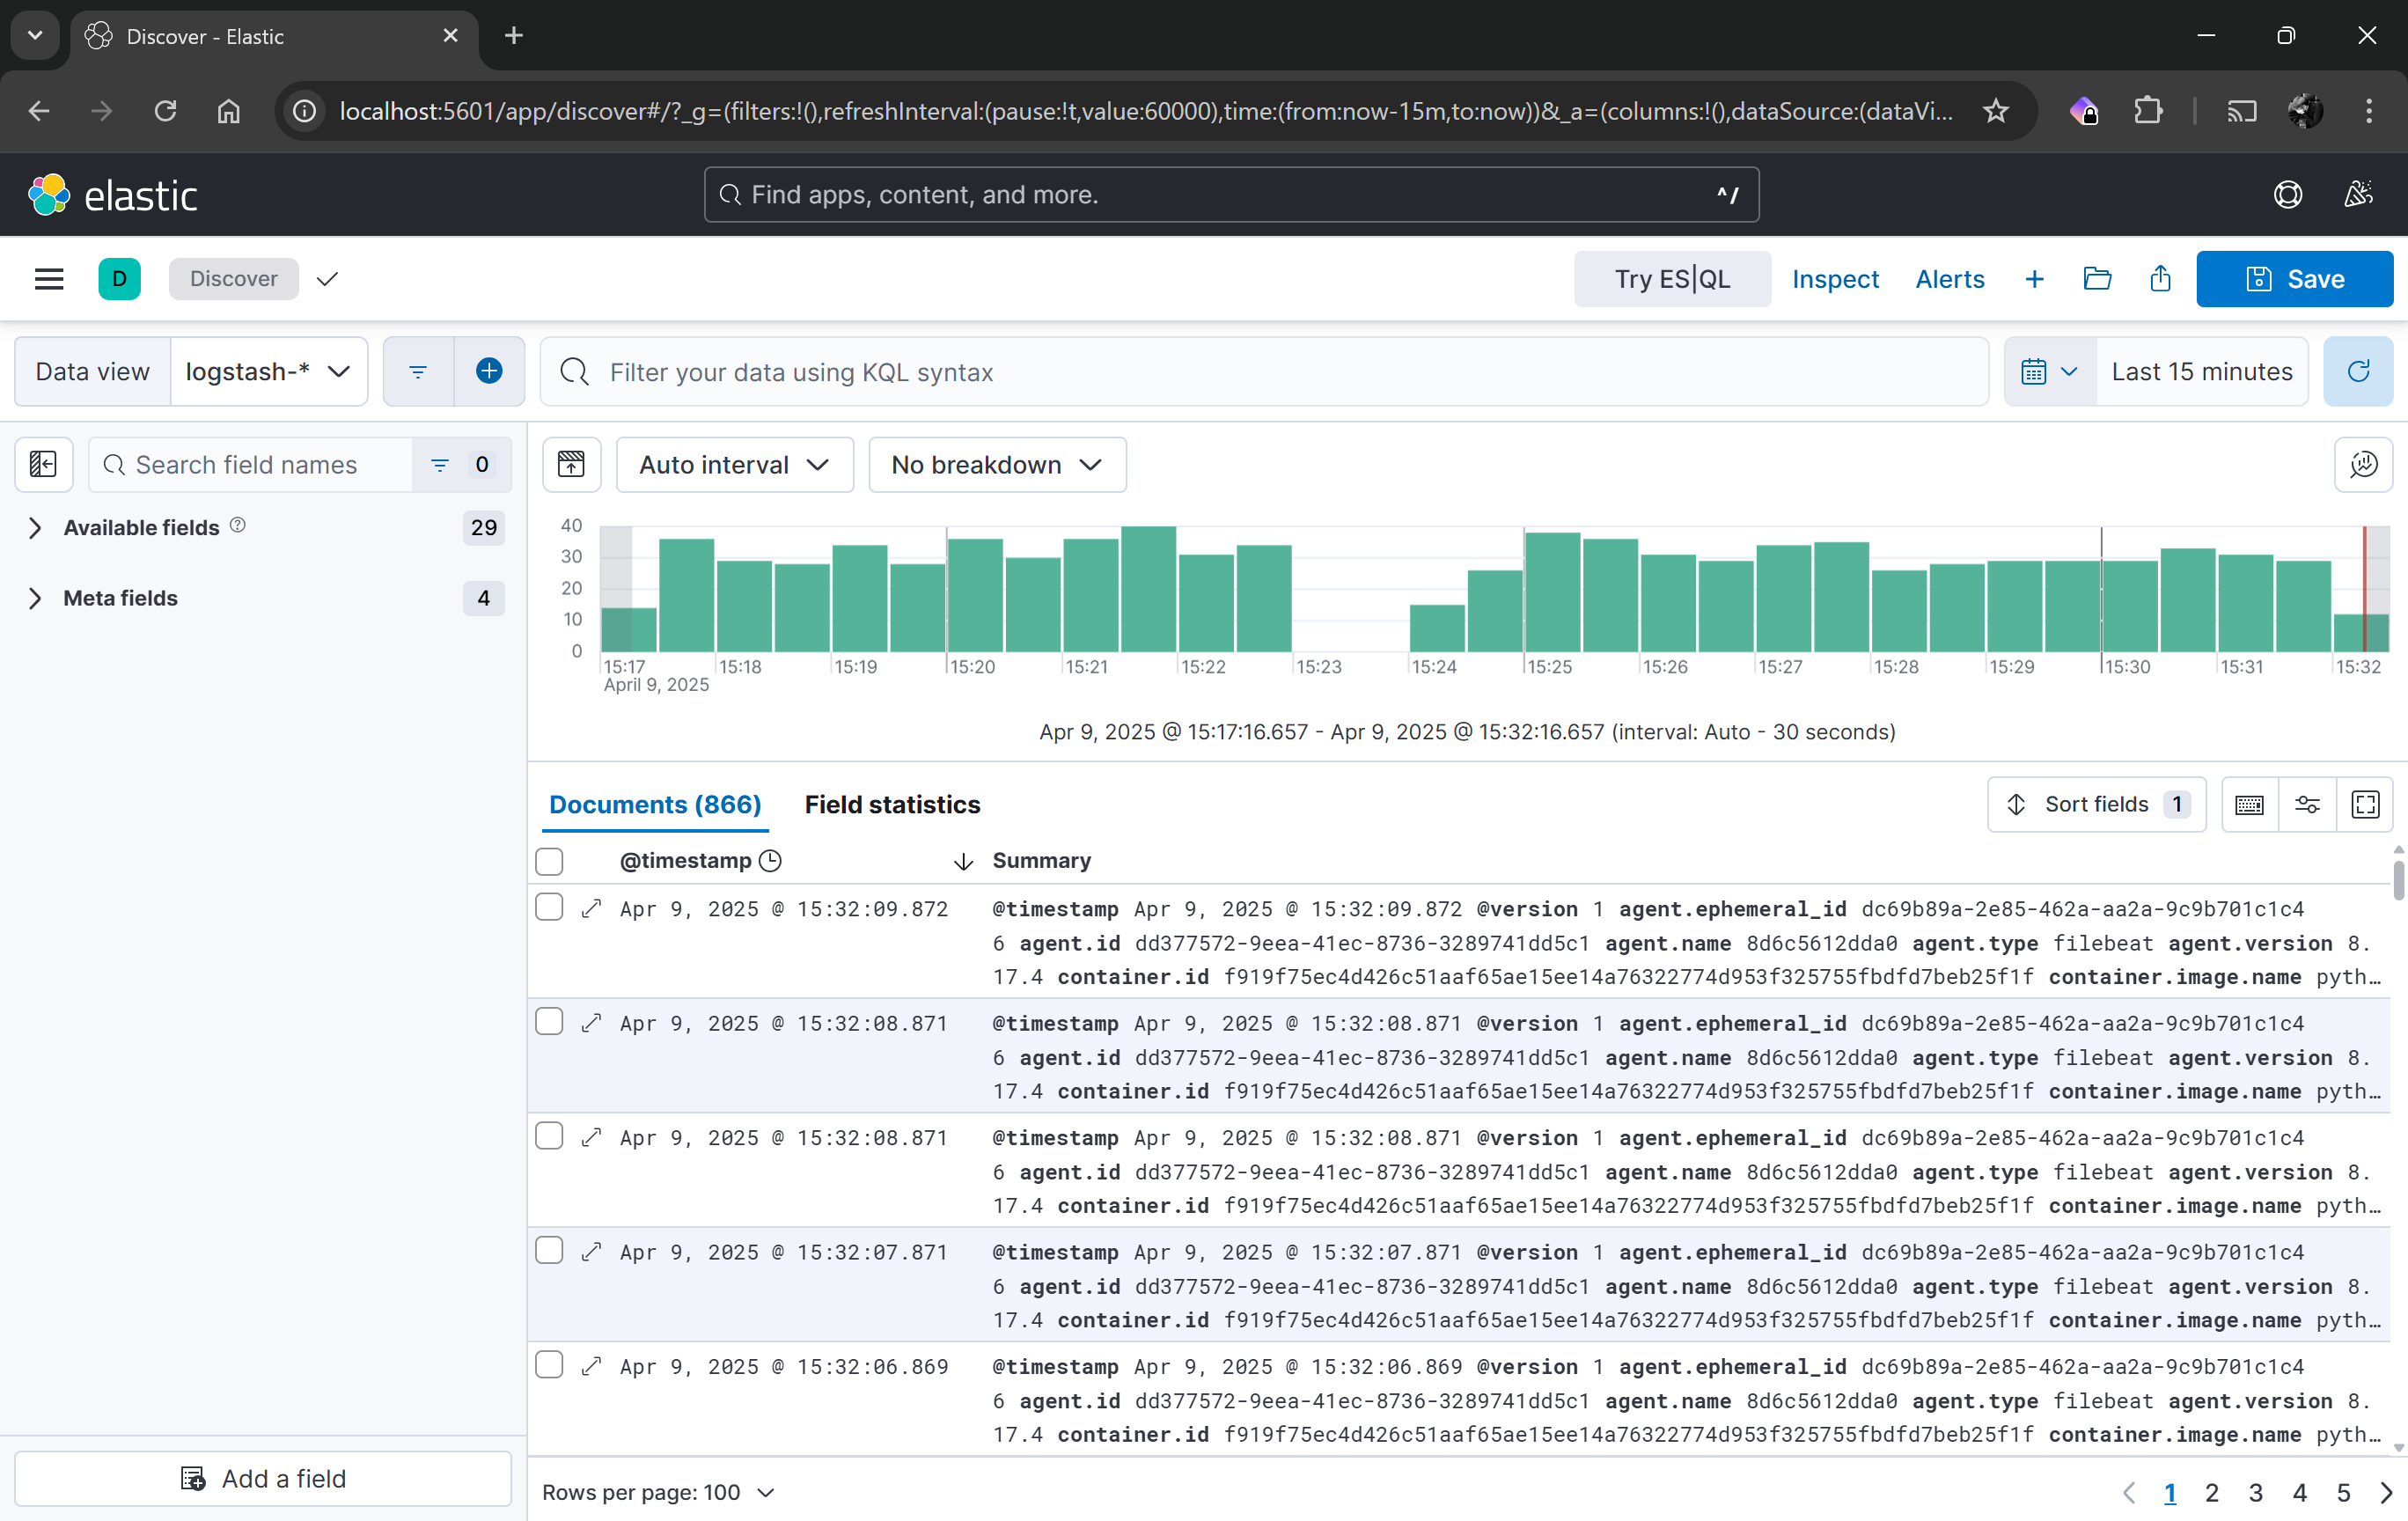 Discover - Elastic
localhost:5601/app/discover#/?_g=(filters:!(),refreshInterval:(pause:!t,value:60000),time:(from:now-15m,to:now))&_a=(columns:!(),dataSource:(dataVi...
elastic
Find apps, content, and more.
^/
D
Discover
Try ES|QL
Inspect
Alerts
Save
Data view
logstash-*
Filter your data using KQL syntax
Last 15 minutes
Search field names
0
Available fields
29
Meta fields
4
Add a field
Auto interval
No breakdown
40
30
20
10
0
15:17 15:18 15:19 15:20 15:21 15:22 15:23 15:24 15:25 15:26 15:27 15:28 15:29 15:30 15:31 15:32
April 9, 2025
Apr 9, 2025 @ 15:17:16.657 - Apr 9, 2025 @ 15:32:16.657 (interval: Auto - 30 seconds)
Documents (866)
Field statistics
Sort fields 1
@timestamp
Summary
Apr 9, 2025 @ 15:32:09.872
@timestamp Apr 9, 2025 @ 15:32:09.872 @version 1 agent.ephemeral_id dc69b89a-2e85-462a-aa2a-9c9b701c1c4
6 agent.id dd377572-9eea-41ec-8736-3289741dd5c1 agent.name 8d6c5612dda0 agent.type filebeat agent.version 8.
17.4 container.id f919f75ec4d426c51aaf65ae15ee14a76322774d953f325755fbdfd7beb25f1f container.image.name pyth…
Apr 9, 2025 @ 15:32:08.871
@timestamp Apr 9, 2025 @ 15:32:08.871 @version 1 agent.ephemeral_id dc69b89a-2e85-462a-aa2a-9c9b701c1c4
6 agent.id dd377572-9eea-41ec-8736-3289741dd5c1 agent.name 8d6c5612dda0 agent.type filebeat agent.version 8.
17.4 container.id f919f75ec4d426c51aaf65ae15ee14a76322774d953f325755fbdfd7beb25f1f container.image.name pyth…
Apr 9, 2025 @ 15:32:08.871
@timestamp Apr 9, 2025 @ 15:32:08.871 @version 1 agent.ephemeral_id dc69b89a-2e85-462a-aa2a-9c9b701c1c4
6 agent.id dd377572-9eea-41ec-8736-3289741dd5c1 agent.name 8d6c5612dda0 agent.type filebeat agent.version 8.
17.4 container.id f919f75ec4d426c51aaf65ae15ee14a76322774d953f325755fbdfd7beb25f1f container.image.name pyth…
Apr 9, 2025 @ 15:32:07.871
@timestamp Apr 9, 2025 @ 15:32:07.871 @version 1 agent.ephemeral_id dc69b89a-2e85-462a-aa2a-9c9b701c1c4
6 agent.id dd377572-9eea-41ec-8736-3289741dd5c1 agent.name 8d6c5612dda0 agent.type filebeat agent.version 8.
17.4 container.id f919f75ec4d426c51aaf65ae15ee14a76322774d953f325755fbdfd7beb25f1f container.image.name pyth…
Apr 9, 2025 @ 15:32:06.869
@timestamp Apr 9, 2025 @ 15:32:06.869 @version 1 agent.ephemeral_id dc69b89a-2e85-462a-aa2a-9c9b701c1c4
6 agent.id dd377572-9eea-41ec-8736-3289741dd5c1 agent.name 8d6c5612dda0 agent.type filebeat agent.version 8.
17.4 container.id f919f75ec4d426c51aaf65ae15ee14a76322774d953f325755fbdfd7beb25f1f container.image.name pyth…
Rows per page: 100
1 2 3 4 5